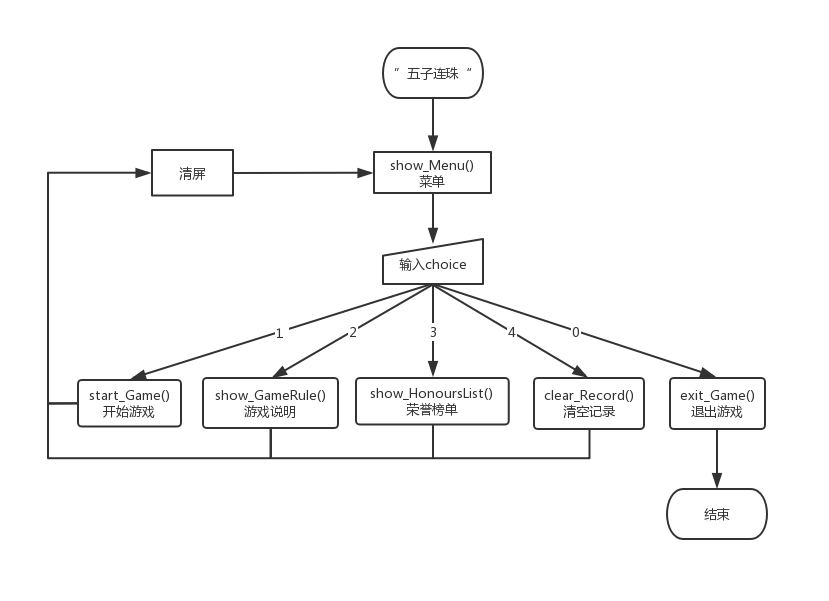 ”五子连珠“
清屏
show_Menu()
菜单
输入choice
1
2
3
4
0
start_Game()
开始游戏
show_GameRule()
游戏说明
show_HonoursList()
荣誉榜单
clear_Record()
清空记录
exit_Game()
退出游戏
结束